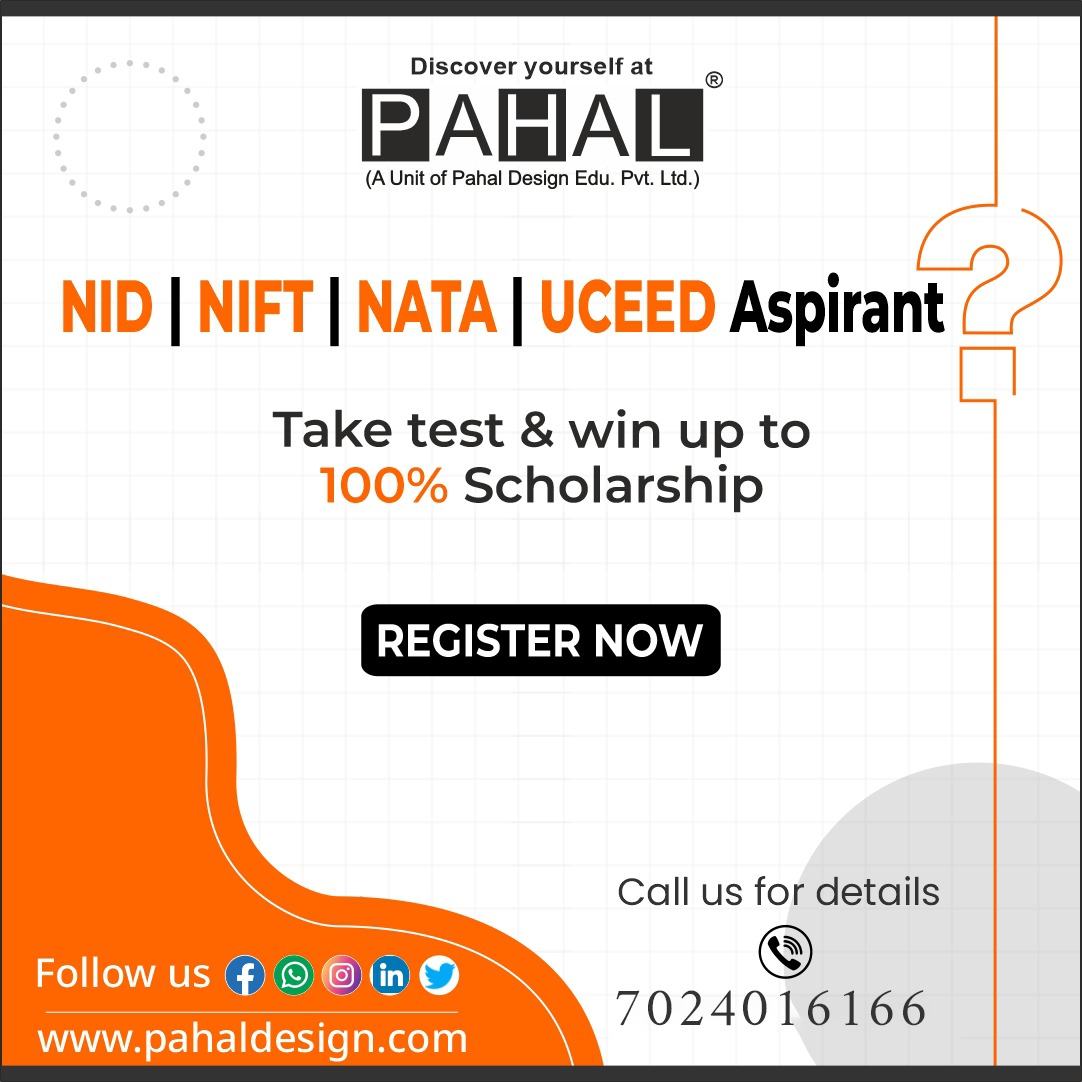 Discover yourself at
PAHAL®
(A Unit of Pahal Design Edu. Pvt. Ltd.)
NID | NIFT | NATA | UCEED Aspirant ?
Take test & win up to
100% Scholarship
REGISTER NOW
Call us for details
7024016166
Follow us
www.pahaldesign.com